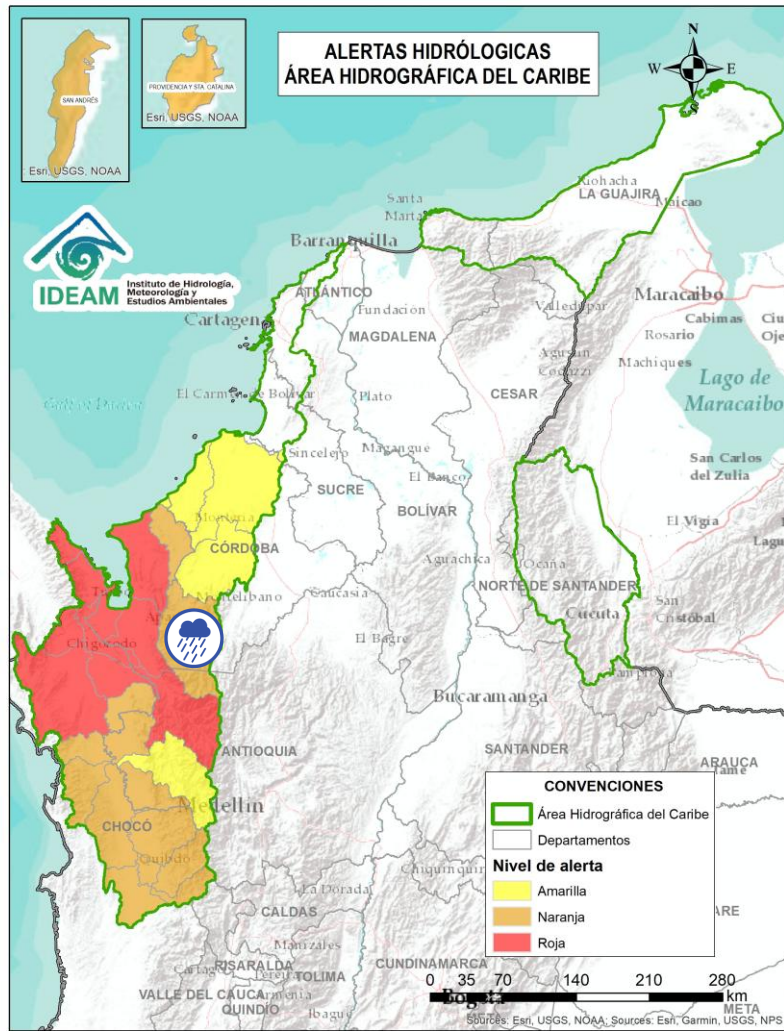 ALERTAS HIDRÓLOGICAS
ÁREA HIDROGRÁFICA DEL CARIBE
N
W
E
S
SAN ANDRÉS
Esri, USGS, NOAA
PROVIDENCIA Y STA. CATALINA
Esri, USGS, NOAA
IDEAM
Instituto de Hidrología,
Meteorología y
Estudios Ambientales
Riohacha
LA GUAJIRA
Maicao
Santa
Marta
Barranquilla
ATLÁNTICO
Cartagena
Fundación
MAGDALENA
Valledupar
Maracaibo
Cabimas
Rosario
Machiques
Agustín
Codazzi
CESAR
Lago de
Maracaibo
El Carmen de Bolívar
Plato
Sincelejo
Magangue
El Banco
SUCRE
BOLÍVAR
San Carlos
del Zulia
El Vigía
Montería
CÓRDOBA
Aguachica
Ocaña
NORTE DE SANTANDER
Montelibano
Caucasia
Cucuta
San
Cristóbal
Chigorodo
El Bagre
Bucaramanga
ANTIOQUIA
SANTANDER
ARAUCA
Medellín
CHOCÓ
Quibdo
La Dorada
CALDAS
Manizales
RISARALDA
TOLIMA
CUNDINAMARCA
VALLE DEL CAUCA
QUINDÍO
Armenia
Ibague
Bogotá
META
META
CONVENCIONES
Área Hidrográfica del Caribe
Departamentos
Nivel de alerta
Amarilla
Naranja
Roja
0 35 70 140 210 280
km
Sources: Esri, USGS, NOAA; Sources: Esri, Garmin, USGS, NPS